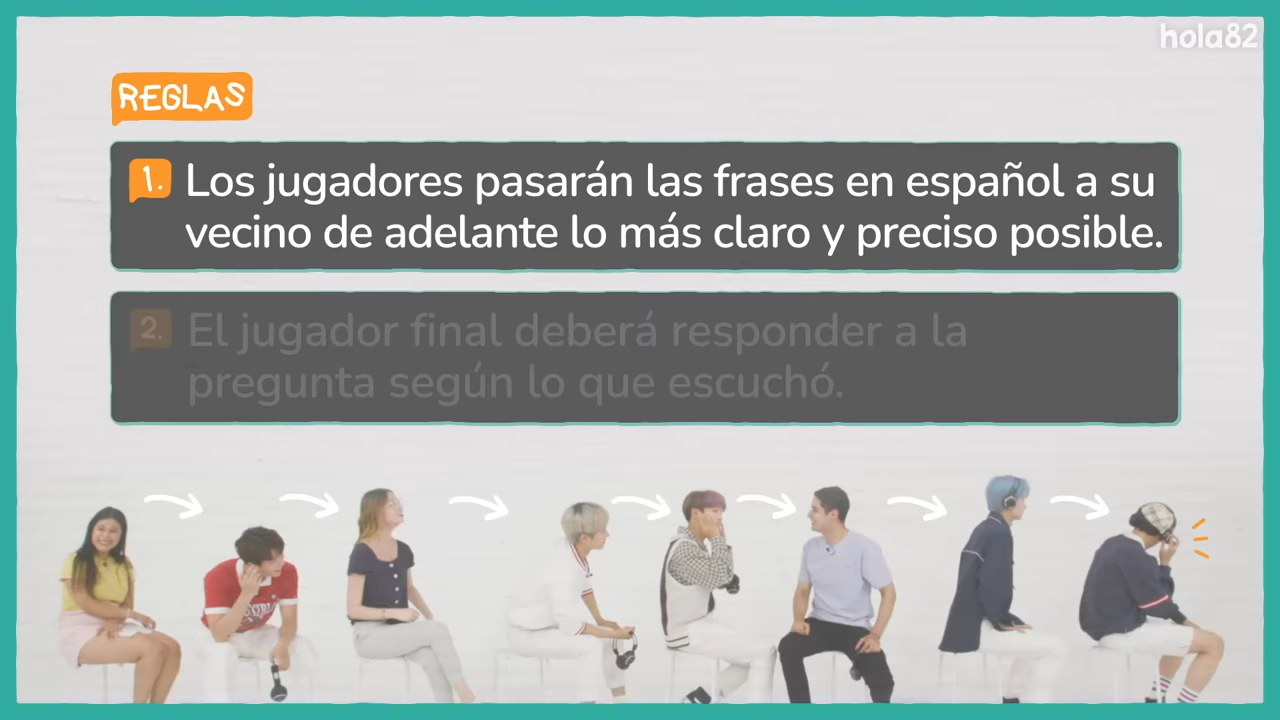 hola82
REGLAS
1. Los jugadores pasarán las frases en español a su
vecino de adelante lo más claro y preciso posible.
2. El jugador final deberá responder a la
pregunta según lo que escuchó.